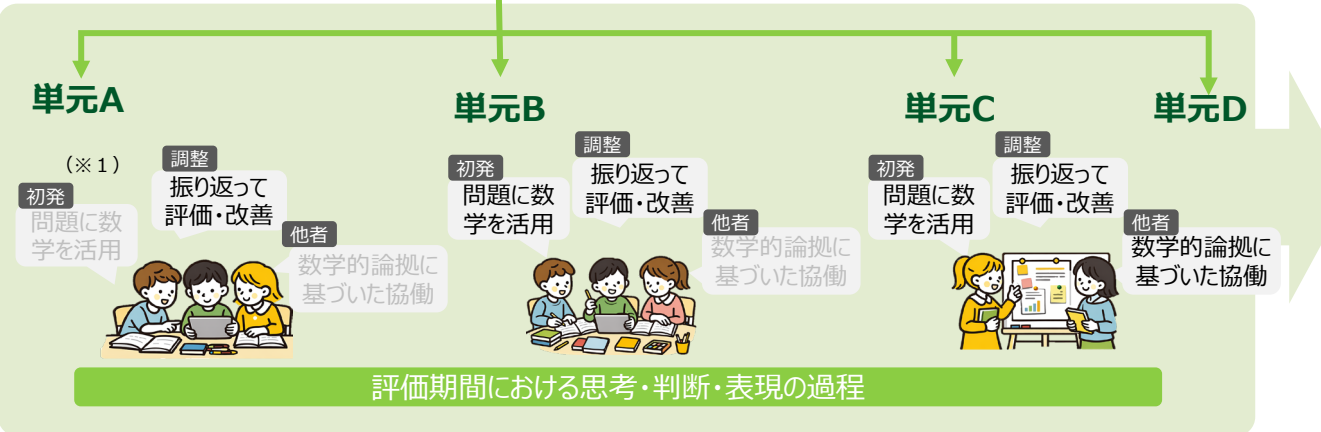 単元A
単元B
単元C
単元D
(※1)
初発
問題に数
学を活用
調整
振り返って
評価・改善
他者
数学的論拠に
基づいた協働
初発
問題に数
学を活用
調整
振り返って
評価・改善
他者
数学的論拠に
基づいた協働
初発
問題に数
学を活用
調整
振り返って
評価・改善
他者
数学的論拠に
基づいた協働
評価期間における思考・判断・表現の過程